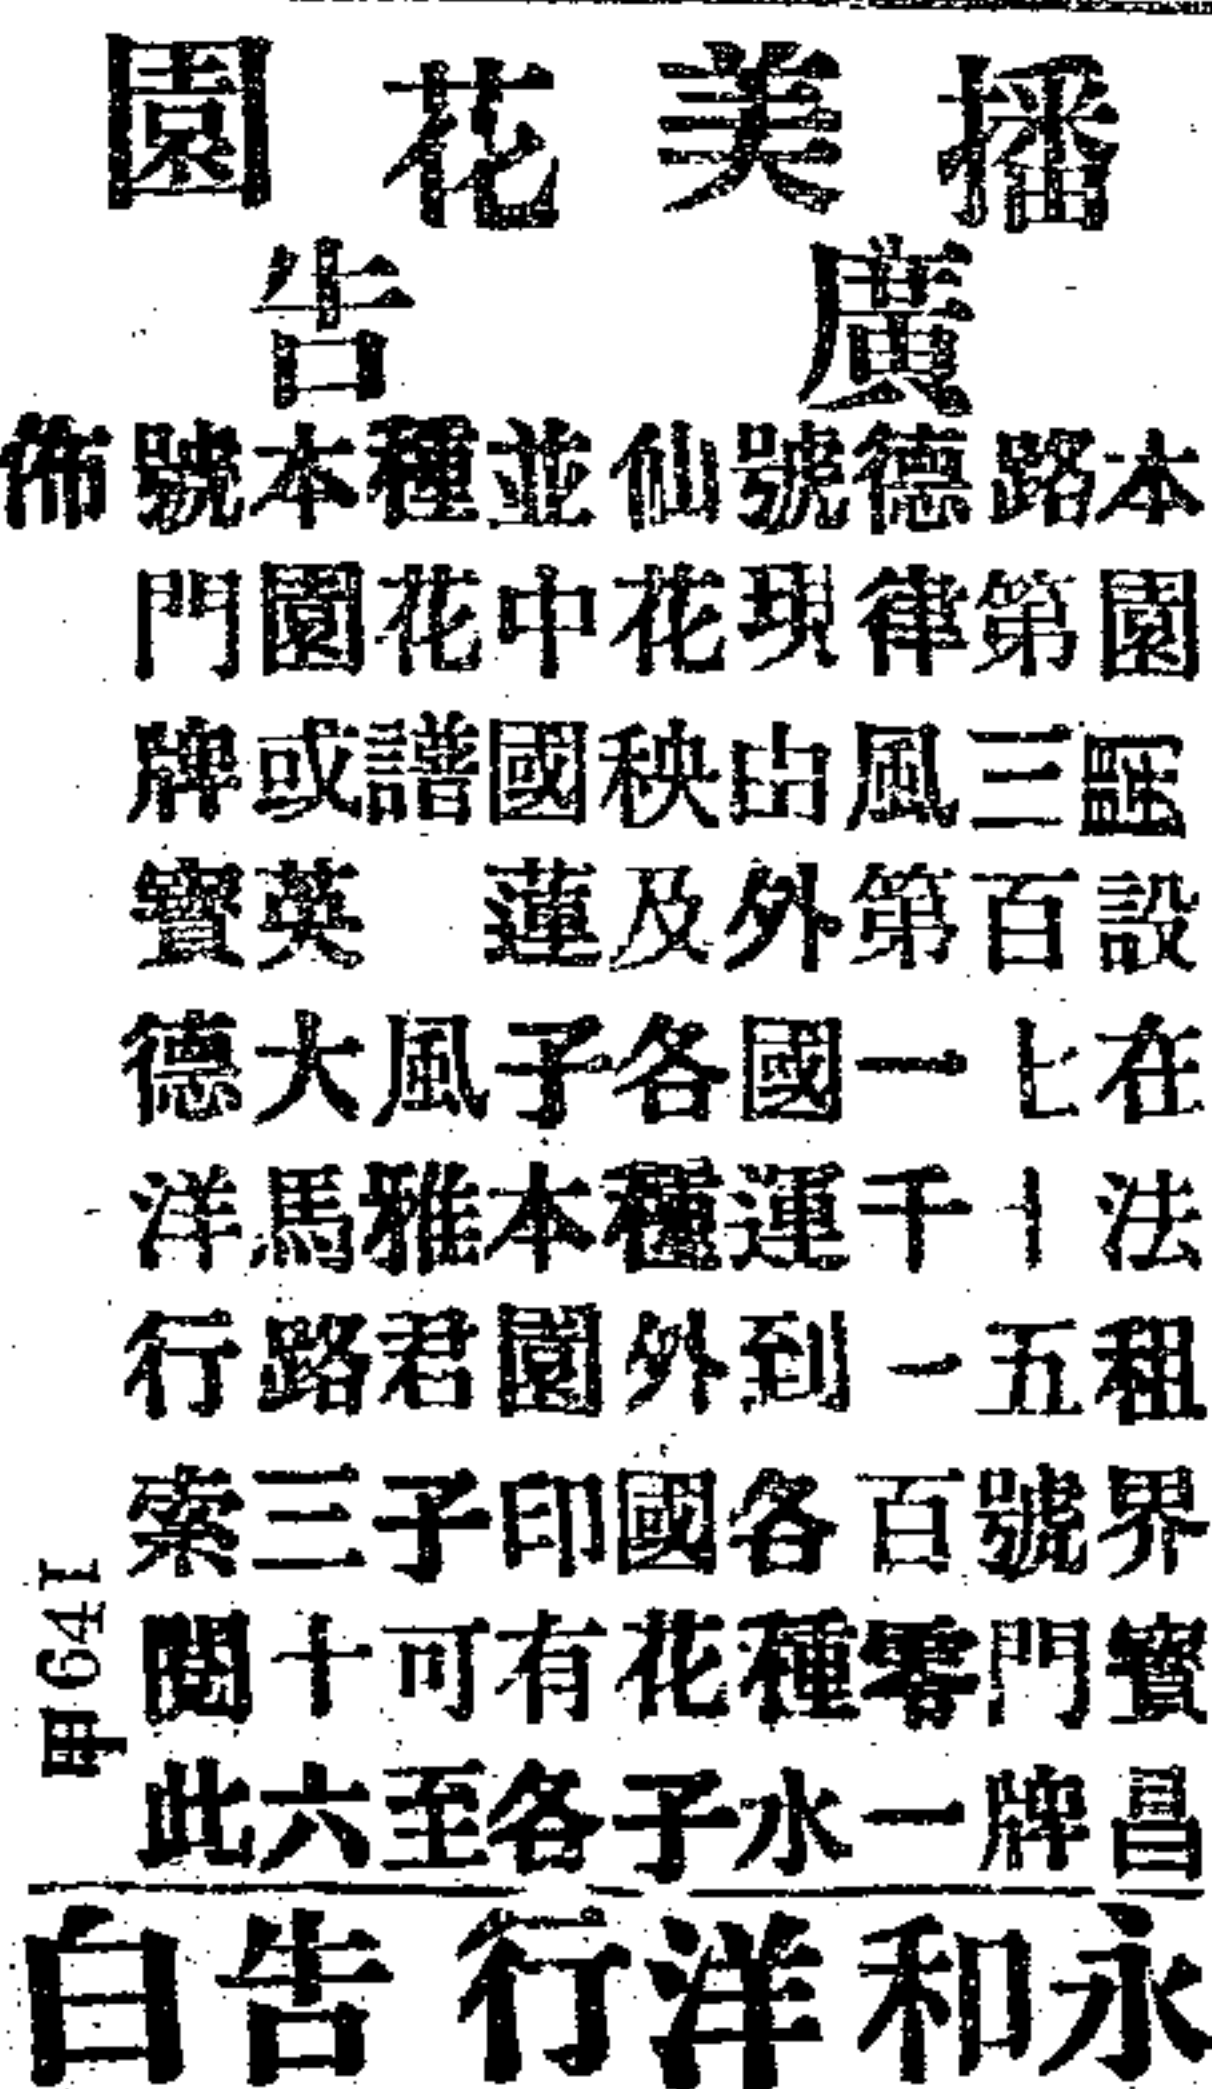 播美花園
廣告
本園開設在法租界寶昌
路第三百七十五號門牌
德律風第一千一百零一
號現由外國運到各種水
仙花秧及各種外國花子
並中國蓮子本園印有各
種花譜 風雅君子可至
本園或英大馬路三十六
號門牌寶德洋行索閱此
佈
甲641
永和洋行告白